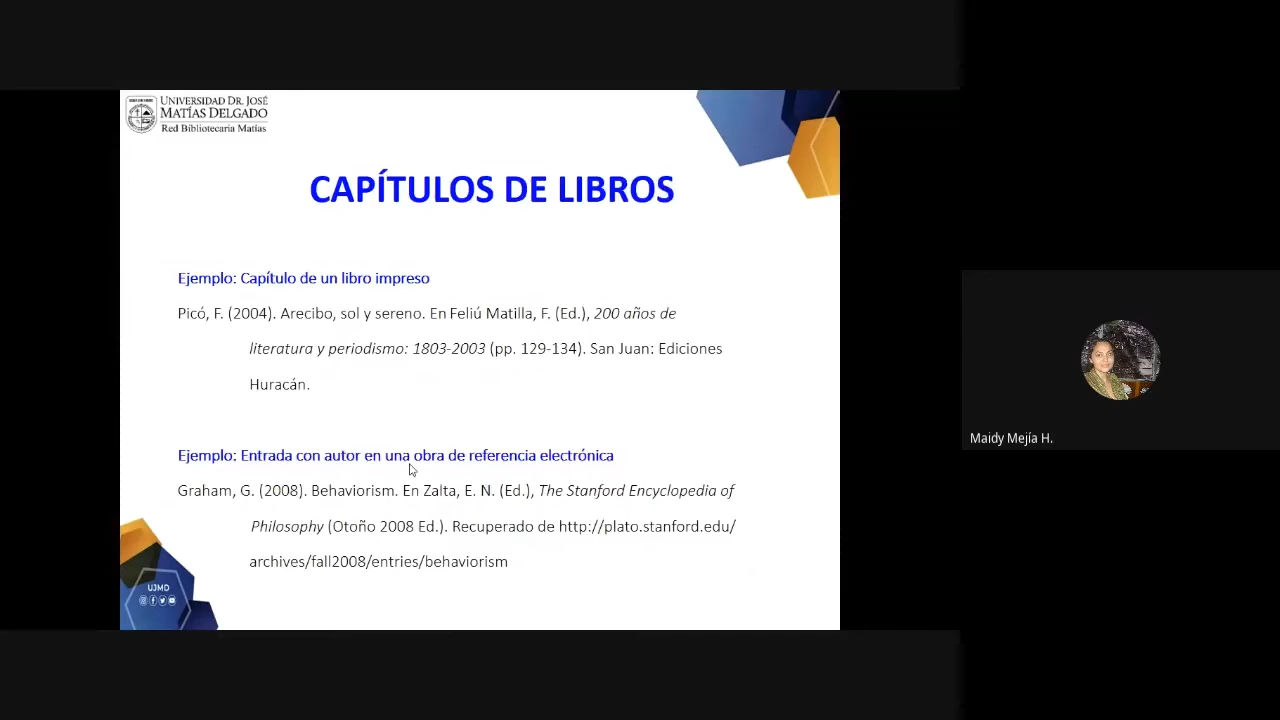 UNIVERSIDAD DR. JOSÉ
MATÍAS DELGADO
Red Bibliotecaria Matías
CAPÍTULOS DE LIBROS
Ejemplo: Capítulo de un libro impreso
Picó, F. (2004). Arecibo, sol y sereno. En Feliú Matilla, F. (Ed.), 200 años de
literatura y periodismo: 1803-2003 (pp. 129-134). San Juan: Ediciones
Huracán.
Ejemplo: Entrada con autor en una obra de referencia electrónica
Graham, G. (2008). Behaviorism. En Zalta, E. N. (Ed.), The Stanford Encyclopedia of
Philosophy (Otoño 2008 Ed.). Recuperado de http://plato.stanford.edu/
archives/fall2008/entries/behaviorism
UJMD
Maidy Mejía H.